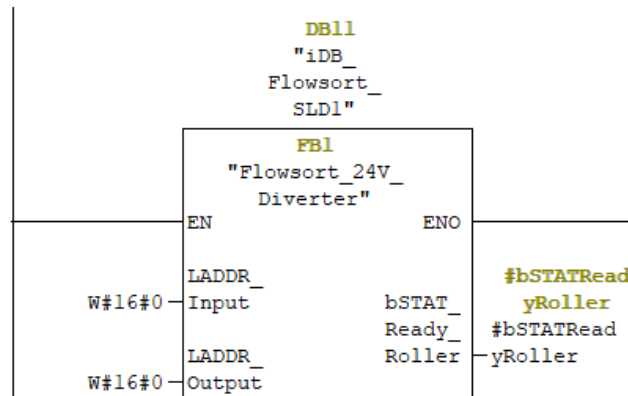 DB11
"iDB_
Flowsort_
SLD1"
FB1
"Flowsort_24V_
Diverter"
EN
ENO
LADDR_
W#16#0
Input
bSTAT_
Ready_
Roller
#bSTATRead
yRoller
#bSTATRead
yRoller
LADDR_
W#16#0
Output